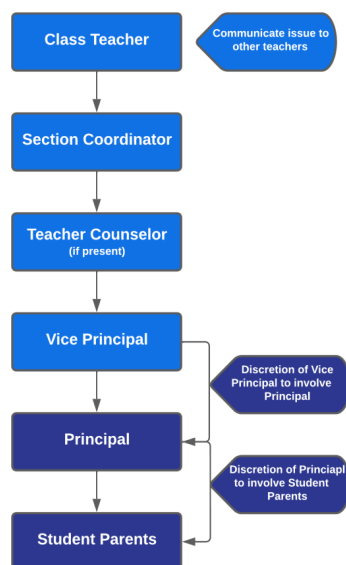 Class Teacher
Communicate issue to
other teachers
Section Coordinator
Teacher Counselor
(if present)
Vice Principal
Discretion of Vice
Principal to involve
Principal
Principal
Discretion of Princiapl
to involve Student
Parents
Student Parents